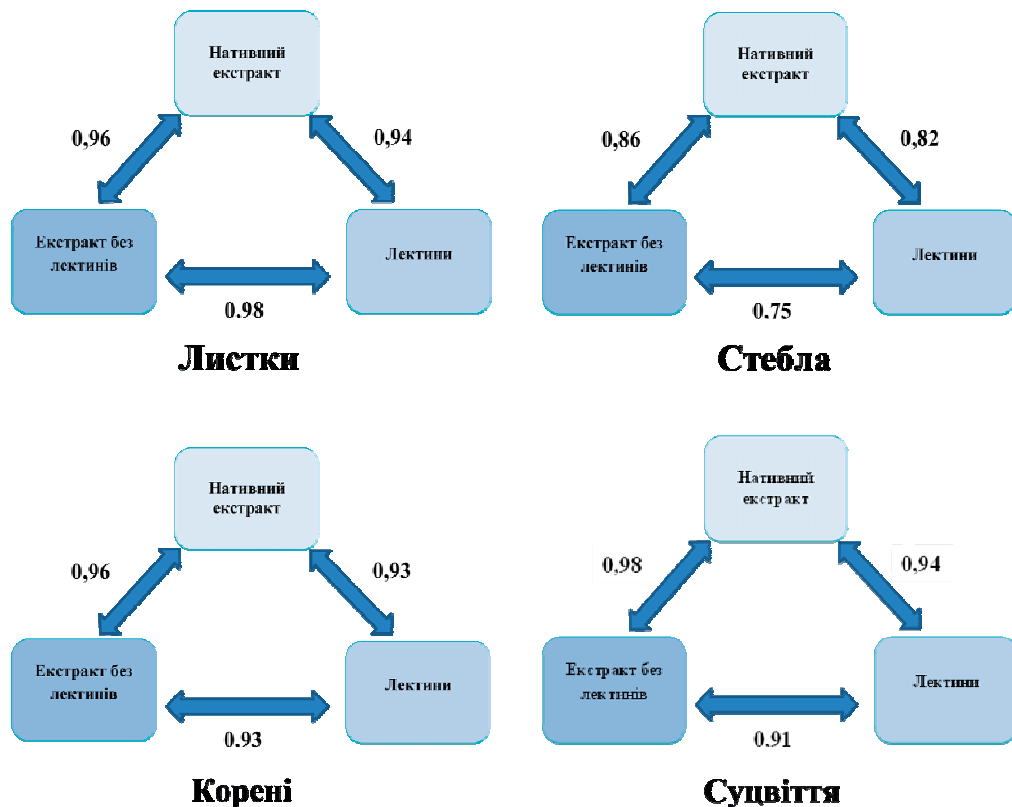 Нативний
екстракт
0,96
0,94
Екстракт без
лектинів
Лектини
0.98
Листки
Нативний
екстракт
0,86
0,82
Екстракт без
лектинів
Лектини
0.75
Стебла
Нативний
екстракт
0,96
0,93
Екстракт без
лектинів
Лектини
0.93
Корені
Нативний
екстракт
0,98
0,94
Екстракт без
лектинів
Лектини
0.91
Суцвіття